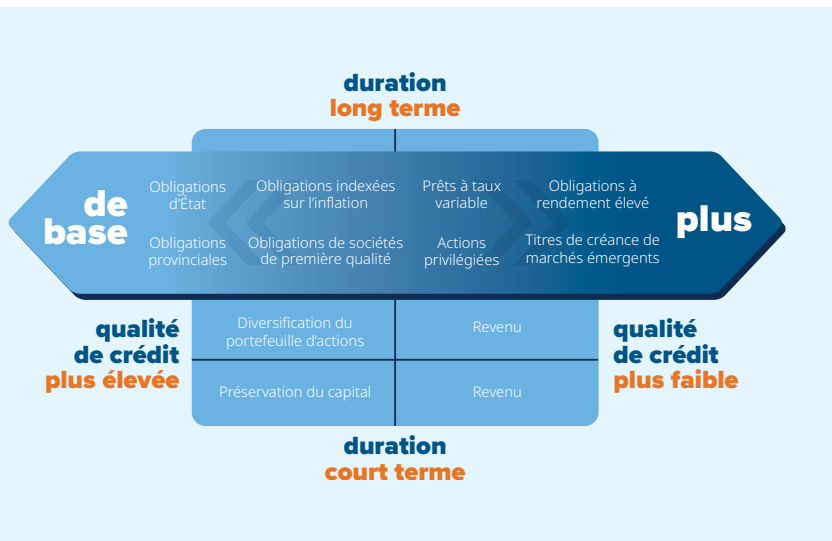 duration
long terme
de
base
Obligations
d'État
Obligations indexées
sur l'inflation
Prêts à taux
variable
Obligations à
rendement élevé
Obligations
provinciales
Obligations de sociétés
de première qualité
Actions
privilégiées
Titres de créance de
marchés émergents
plus
qualité
de crédit
plus élevée
Diversification du
portefeuille d'actions
Revenu
Préservation du capital
Revenu
qualité
de crédit
plus faible
duration
court terme